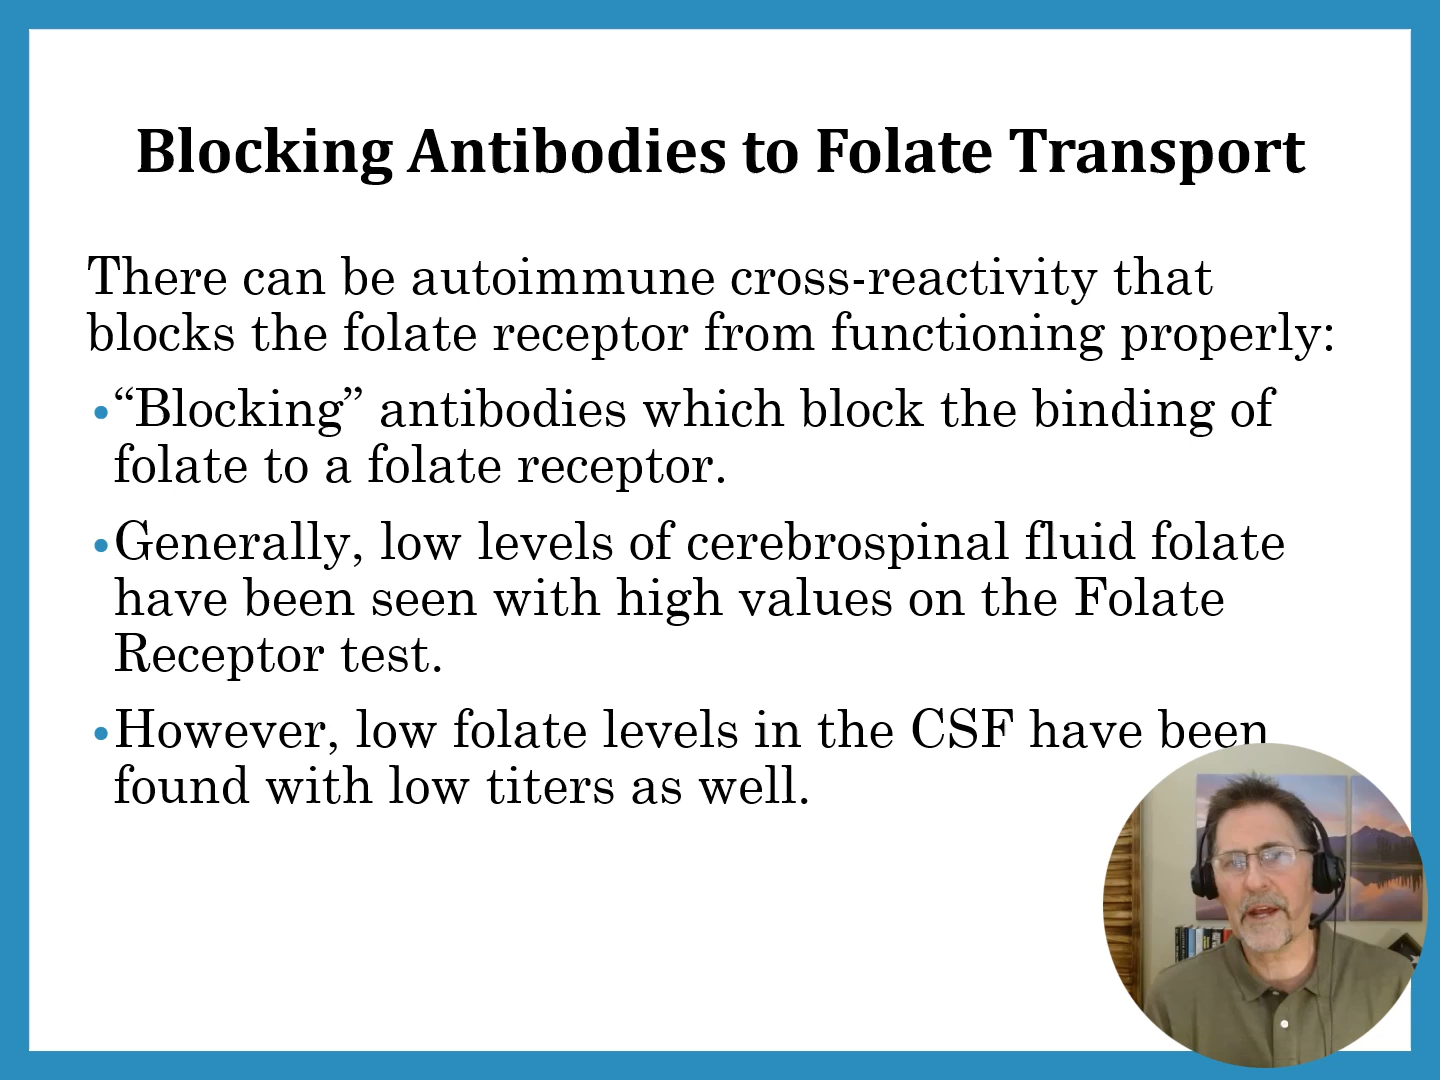 Blocking Antibodies to Folate Transport
There can be autoimmune cross-reactivity that
blocks the folate receptor from functioning properly:
•“Blocking” antibodies which block the binding of
folate to a folate receptor.
•Generally, low levels of cerebrospinal fluid folate
have been seen with high values on the Folate
Receptor test.
•However, low folate levels in the CSF have been
found with low titers as well.